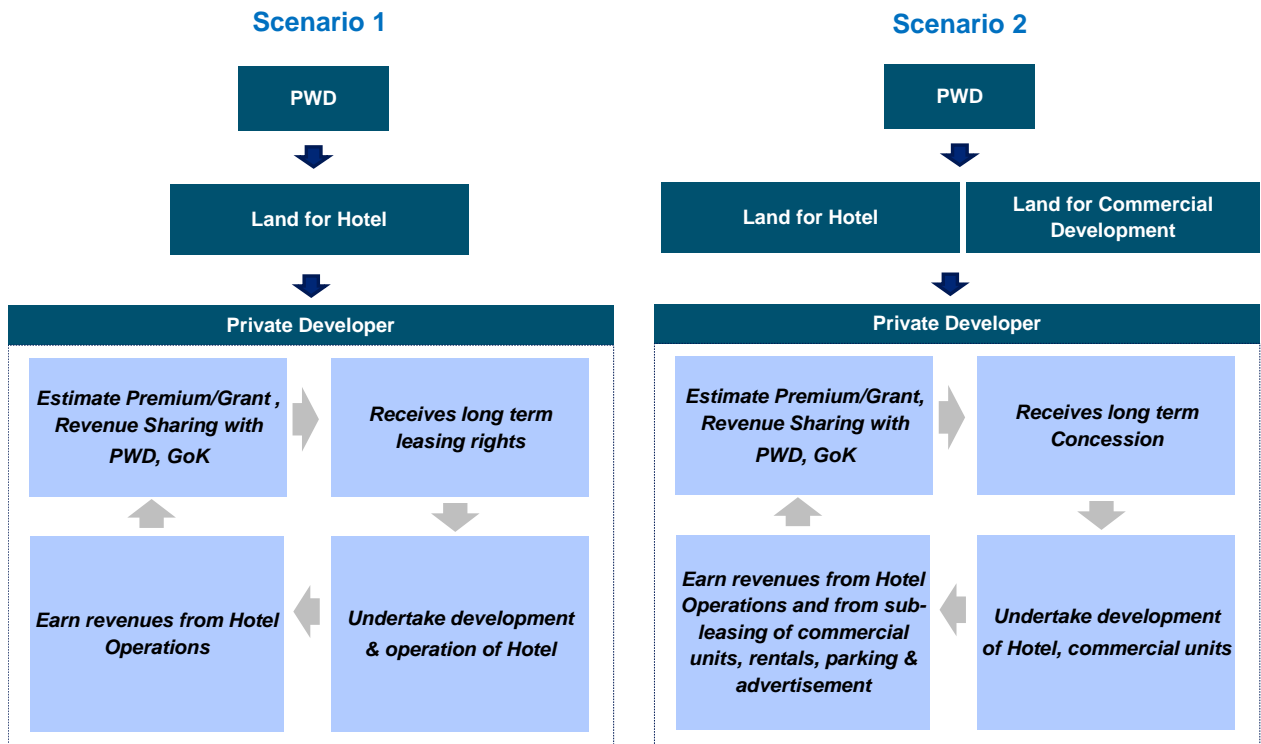 Scenario 1
PWD
Land for Hotel
Private Developer
Estimate Premium/Grant ,
Revenue Sharing with
PWD, GoK
Receives long term
leasing rights
Earn revenues from Hotel
Operations
Undertake development
& operation of Hotel
Scenario 2
PWD
Land for Hotel
Land for Commercial
Development
Private Developer
Estimate Premium/Grant,
Revenue Sharing with
PWD, GoK
Receives long term
Concession
Earn revenues from Hotel
Operations and from sub-
leasing of commercial
units, rentals, parking &
advertisement
Undertake development
of Hotel, commercial units